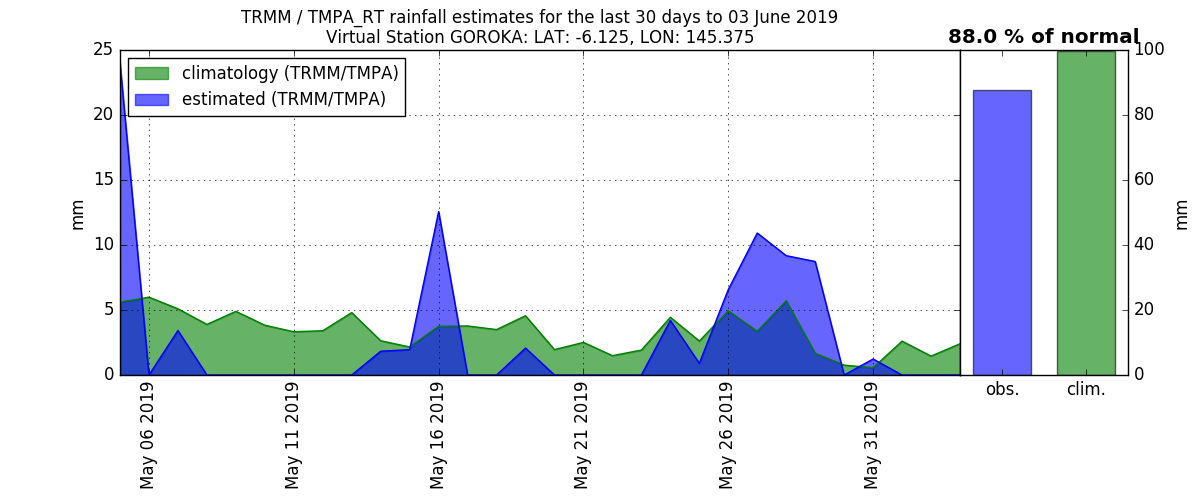 TRMM / TMPA_RT rainfall estimates for the last 30 days to 03 June 2019
Virtual Station GOROKA: LAT: -6.125, LON: 145.375
88.0 % of normal
climatology (TRMM/TMPA)
estimated (TRMM/TMPA)
25
20
15
10
5
0
mm
May 06 2019
May 11 2019
May 16 2019
May 21 2019
May 26 2019
May 31 2019
obs.
clim.
100
80
60
40
20
0
mm